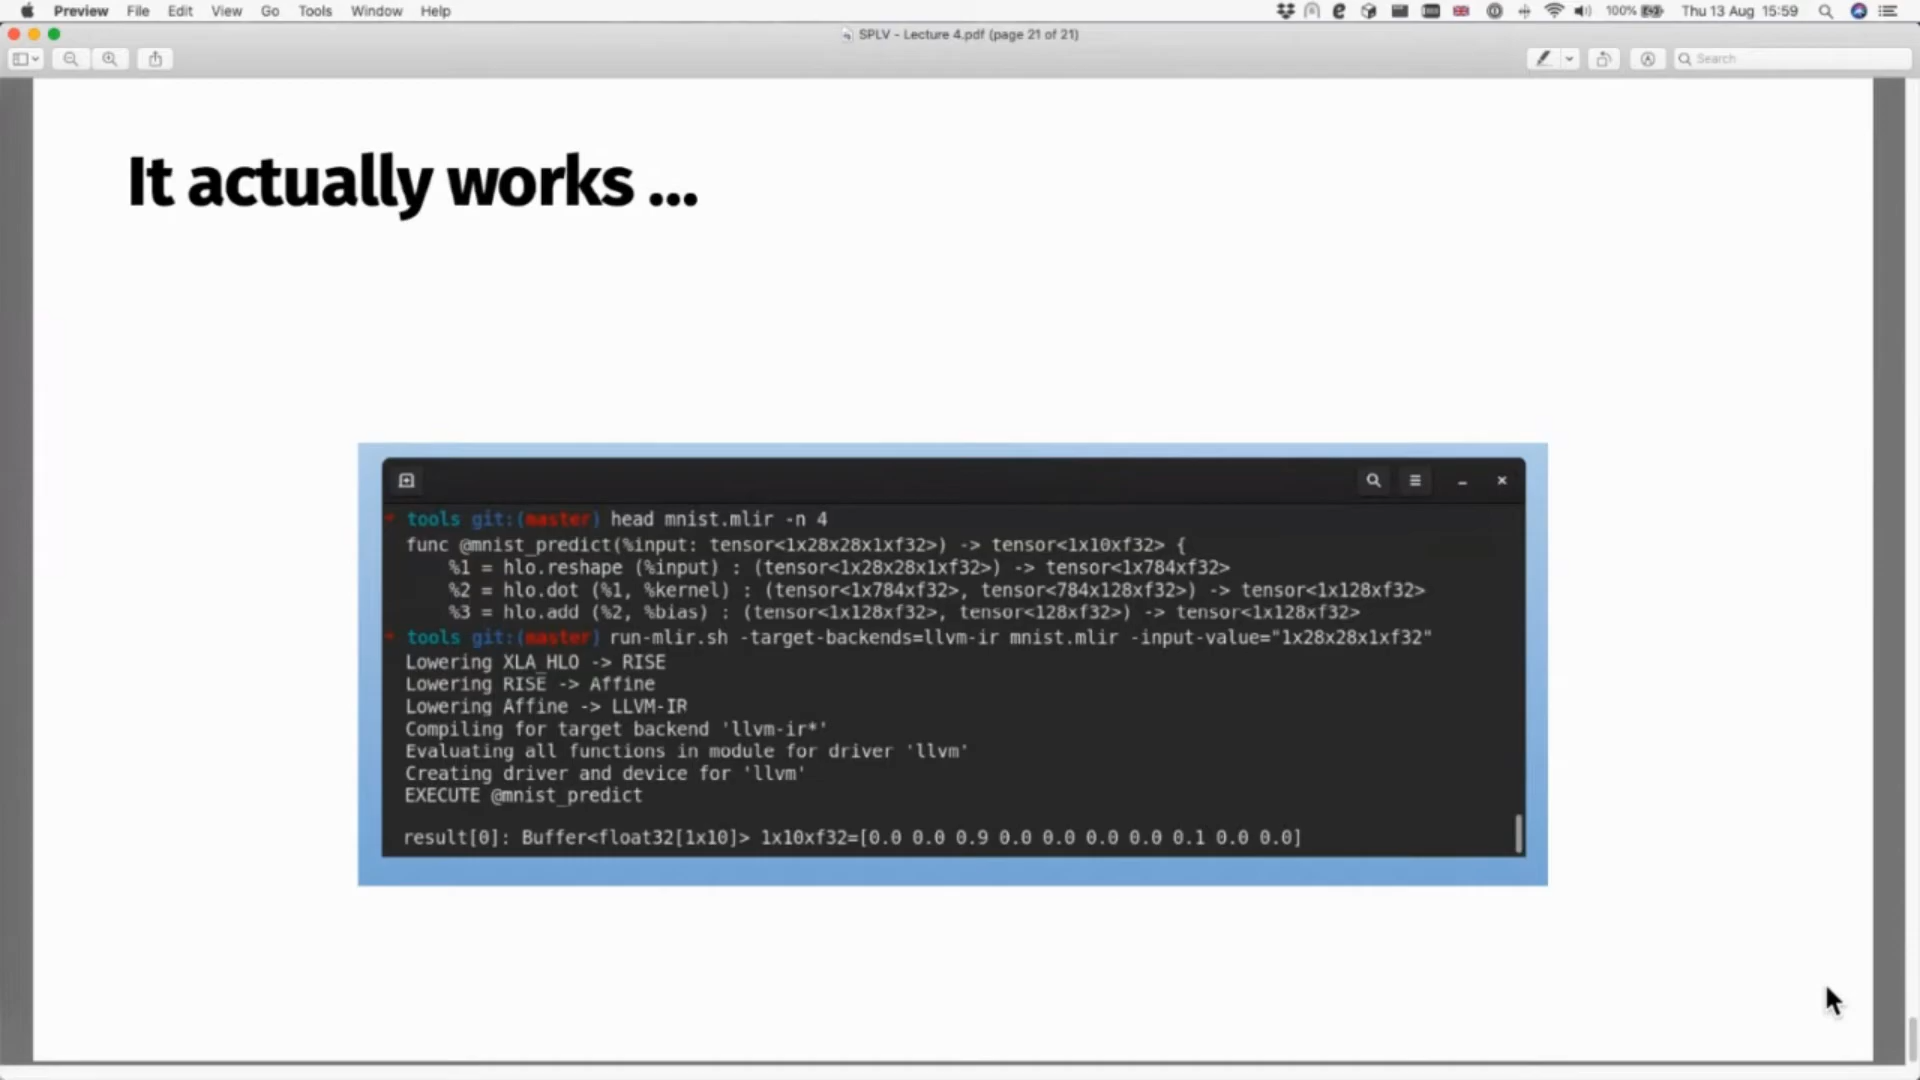 Preview File Edit View Go Tools Window Help 100% Thu 13 Aug 15:59
SPLV - Lecture 4.pdf (page 21 of 21)
Search
It actually works ...
tools git:(master) head mnist.mlir -n 4
func @mnist_predict(%input: tensor<1x28x28x1xf32>) -> tensor<1x10xf32> {
%1 = hlo.reshape (%input) : (tensor<1x28x28x1xf32>) -> tensor<1x784xf32>
%2 = hlo.dot (%1, %kernel) : (tensor<1x784xf32>, tensor<784x128xf32>) -> tensor<1x128xf32>
%3 = hlo.add (%2, %bias) : (tensor<1x128xf32>, tensor<128xf32>) -> tensor<1x128xf32>
tools git:(master) run-mlir.sh -target-backends=llvm-ir mnist.mlir -input-value="1x28x28x1xf32"
Lowering XLA_HLO -> RISE
Lowering RISE -> Affine
Lowering Affine -> LLVM-IR
Compiling for target backend 'llvm-ir*'
Evaluating all functions in module for driver 'llvm'
Creating driver and device for 'llvm'
EXECUTE @mnist_predict
result[0]: Buffer<float32[1x10]> 1x10xf32=[0.0 0.0 0.9 0.0 0.0 0.0 0.0 0.1 0.0 0.0]